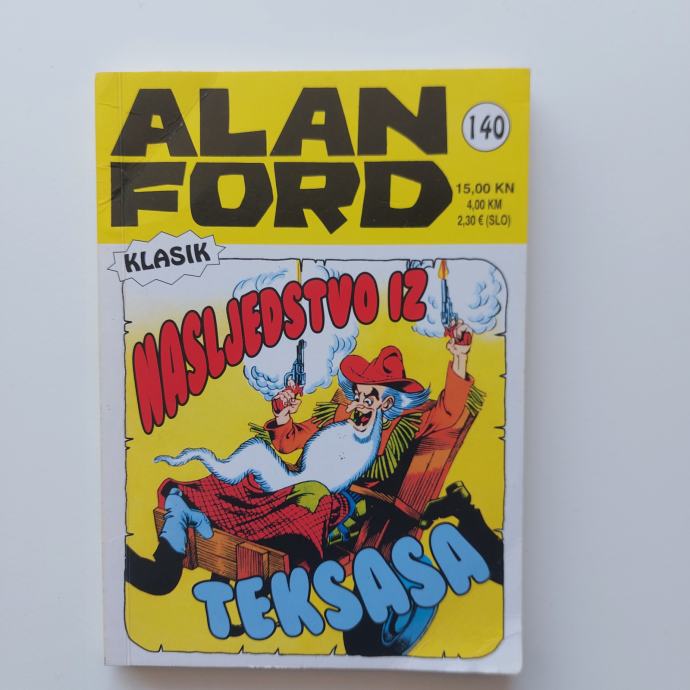 ALAN
FORD
140
15,00 KN
4,00 KM
2,30 € (SLO)
KLASIK
NASLJEDSTVO IZ
TEKSASA